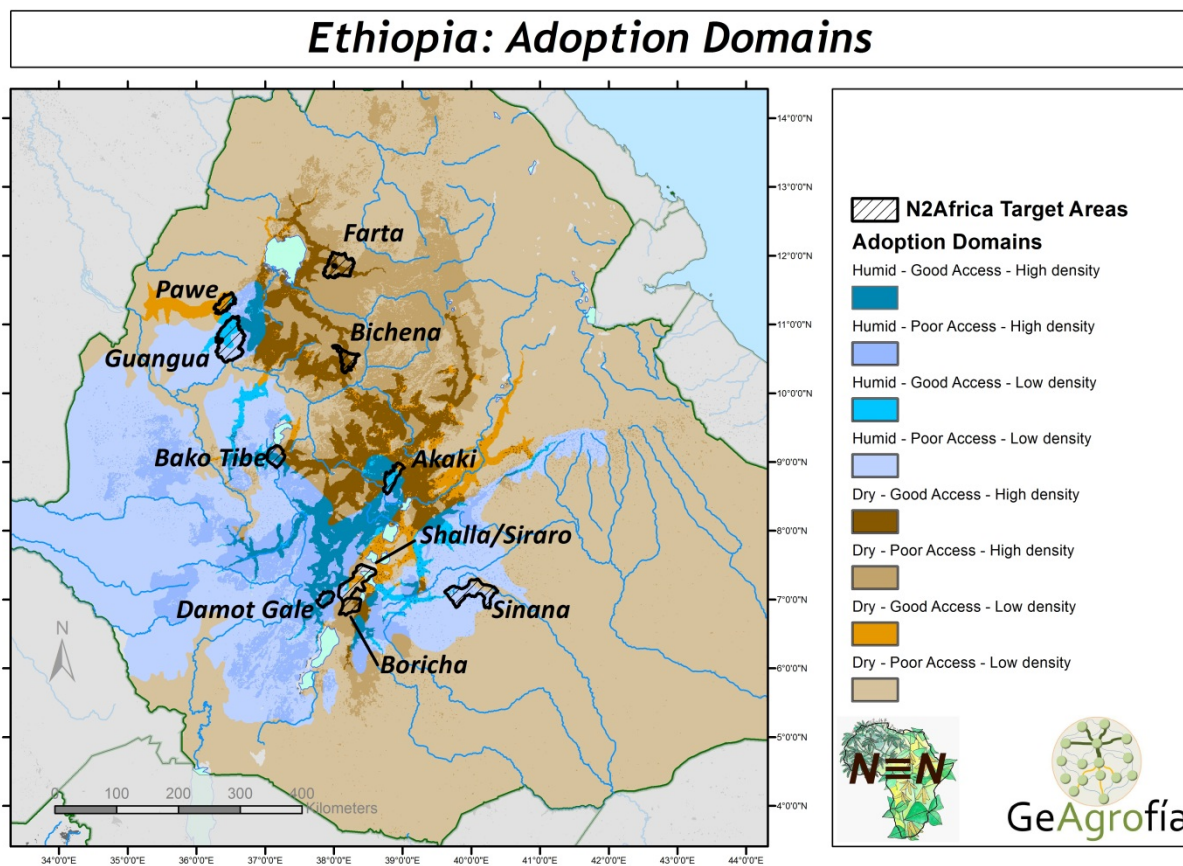 Ethiopia: Adoption Domains
14°0'0"N
13°0'0"N
12°0'0"N
11°0'0"N
10°0'0"N
9°0'0"N
8°0'0"N
7°0'0"N
6°0'0"N
5°0'0"N
4°0'0"N
Farta
Pawe
Bichena
Guangua
Bako Tibe
Akaki
Shalla/Siraro
Damot Gale
Sinana
Boricha
N
0 100 200 300 400
Kilometers
34°0'0"E 35°0'0"E 36°0'0"E 37°0'0"E 38°0'0"E 39°0'0"E 40°0'0"E 41°0'0"E 42°0'0"E 43°0'0"E 44°0'0"E
N2Africa Target Areas
Adoption Domains
Humid - Good Access - High density
Humid - Poor Access - High density
Humid - Good Access - Low density
Humid - Poor Access - Low density
Dry - Good Access - High density
Dry - Poor Access - High density
Dry - Good Access - Low density
Dry - Poor Access - Low density
N≡N
GeAgrofía